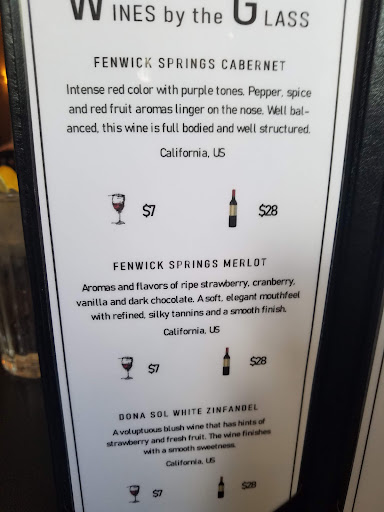 WINES by the GLASS
FENWICK SPRINGS CABERNET
Intense red color with purple tones. Pepper, spice
and red fruit aromas linger on the nose. Well bal-
anced, this wine is full bodied and well structured.
California, US
$7 $28
FENWICK SPRINGS MERLOT
Aromas and flavors of ripe strawberry, cranberry,
vanilla and dark chocolate. A soft, elegant mouthfeel
with refined, silky tannins and a smooth finish.
California, US
$7 $28
DONA SOL WHITE ZINFANDEL
A voluptuous blush wine that has hints of
strawberry and fresh fruit. The wine finishes
with a smooth sweetness.
California, US
$7 $28